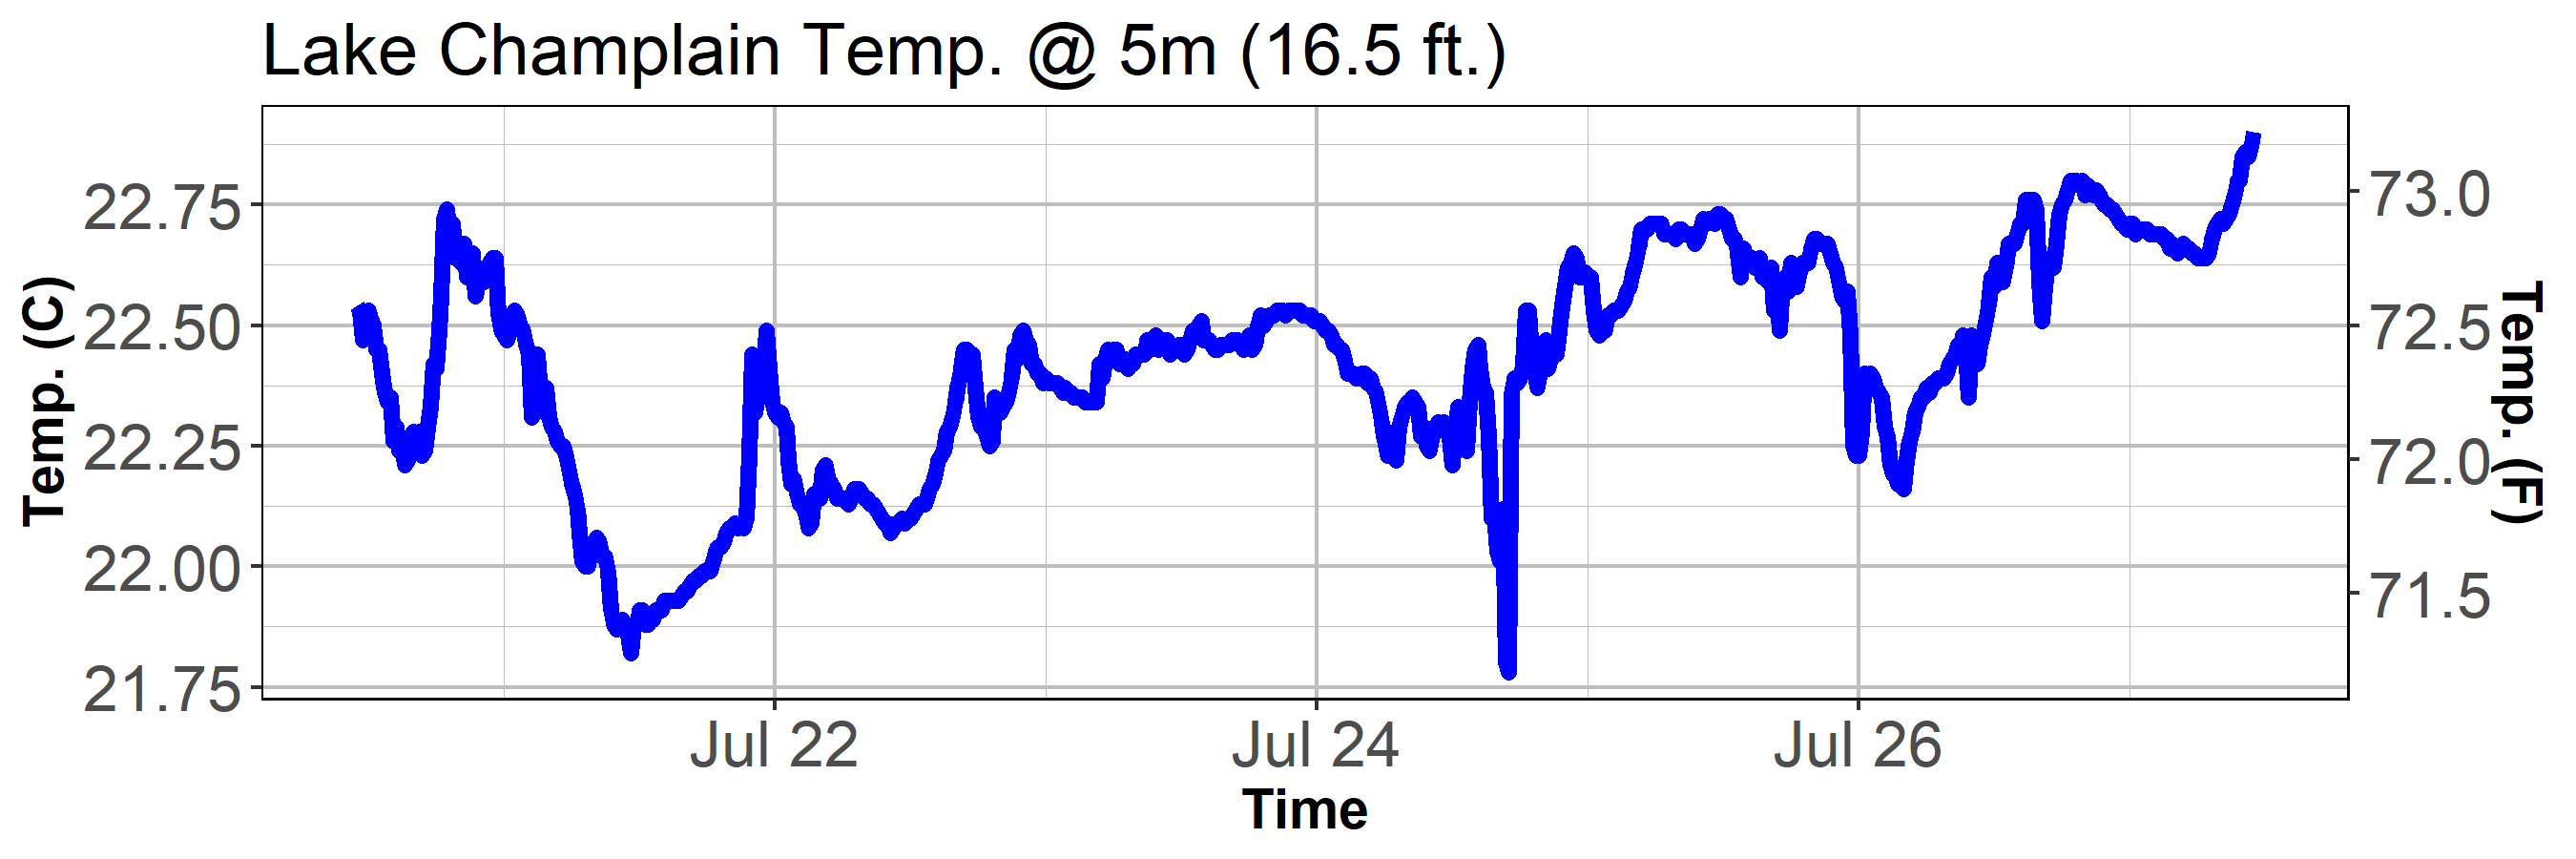 Lake Champlain Temp. @ 5m (16.5 ft.)
Temp. (C)
22.75
22.50
22.25
22.00
21.75
73.0
72.5
72.0
71.5
Temp. (F)
Jul 22 Jul 24 Jul 26
Time